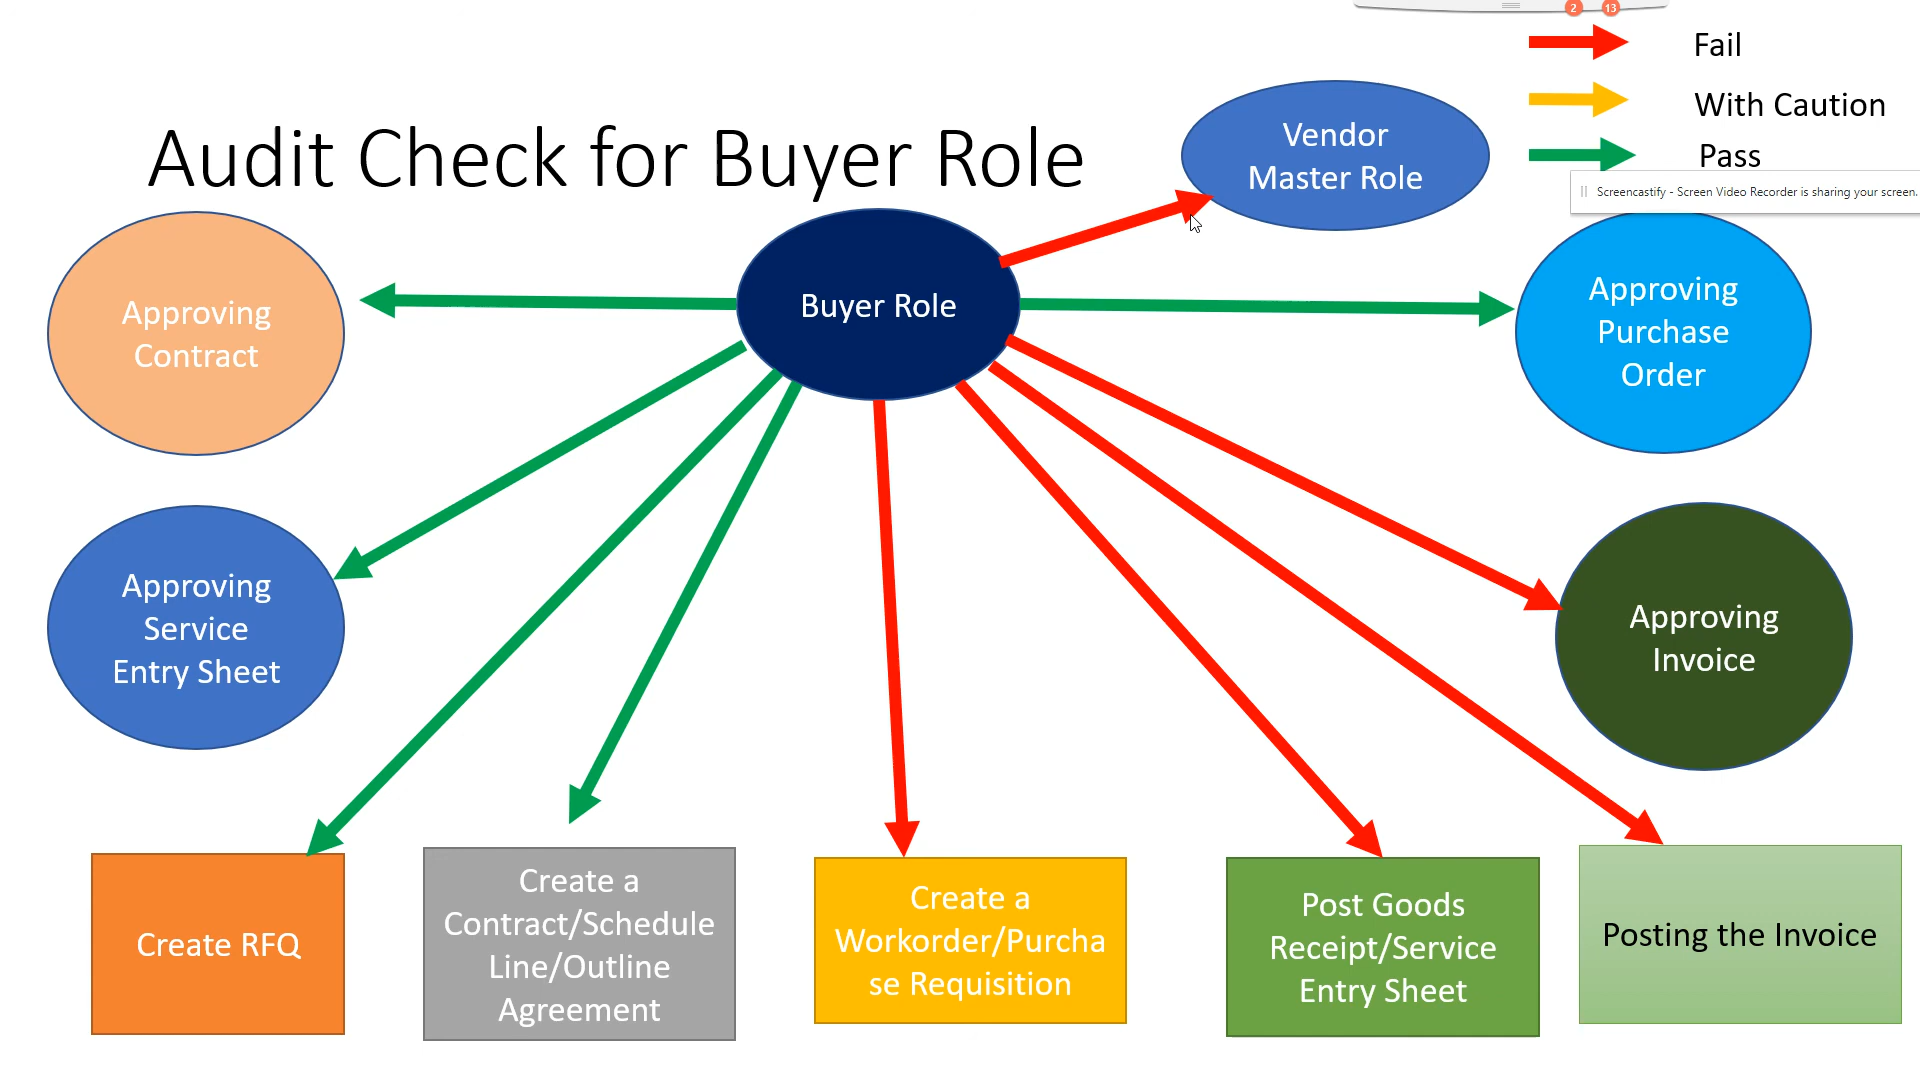 2 13
Fail
With Caution
Pass
Screencastify - Screen Video Recorder is sharing your screen.
Audit Check for Buyer Role
Vendor
Master Role
Buyer Role
Approving
Contract
Approving
Purchase
Order
Approving
Service
Entry Sheet
Approving
Invoice
Create RFQ
Create a
Contract/Schedule
Line/Outline
Agreement
Create a
Workorder/Purcha
se Requisition
Post Goods
Receipt/Service
Entry Sheet
Posting the Invoice